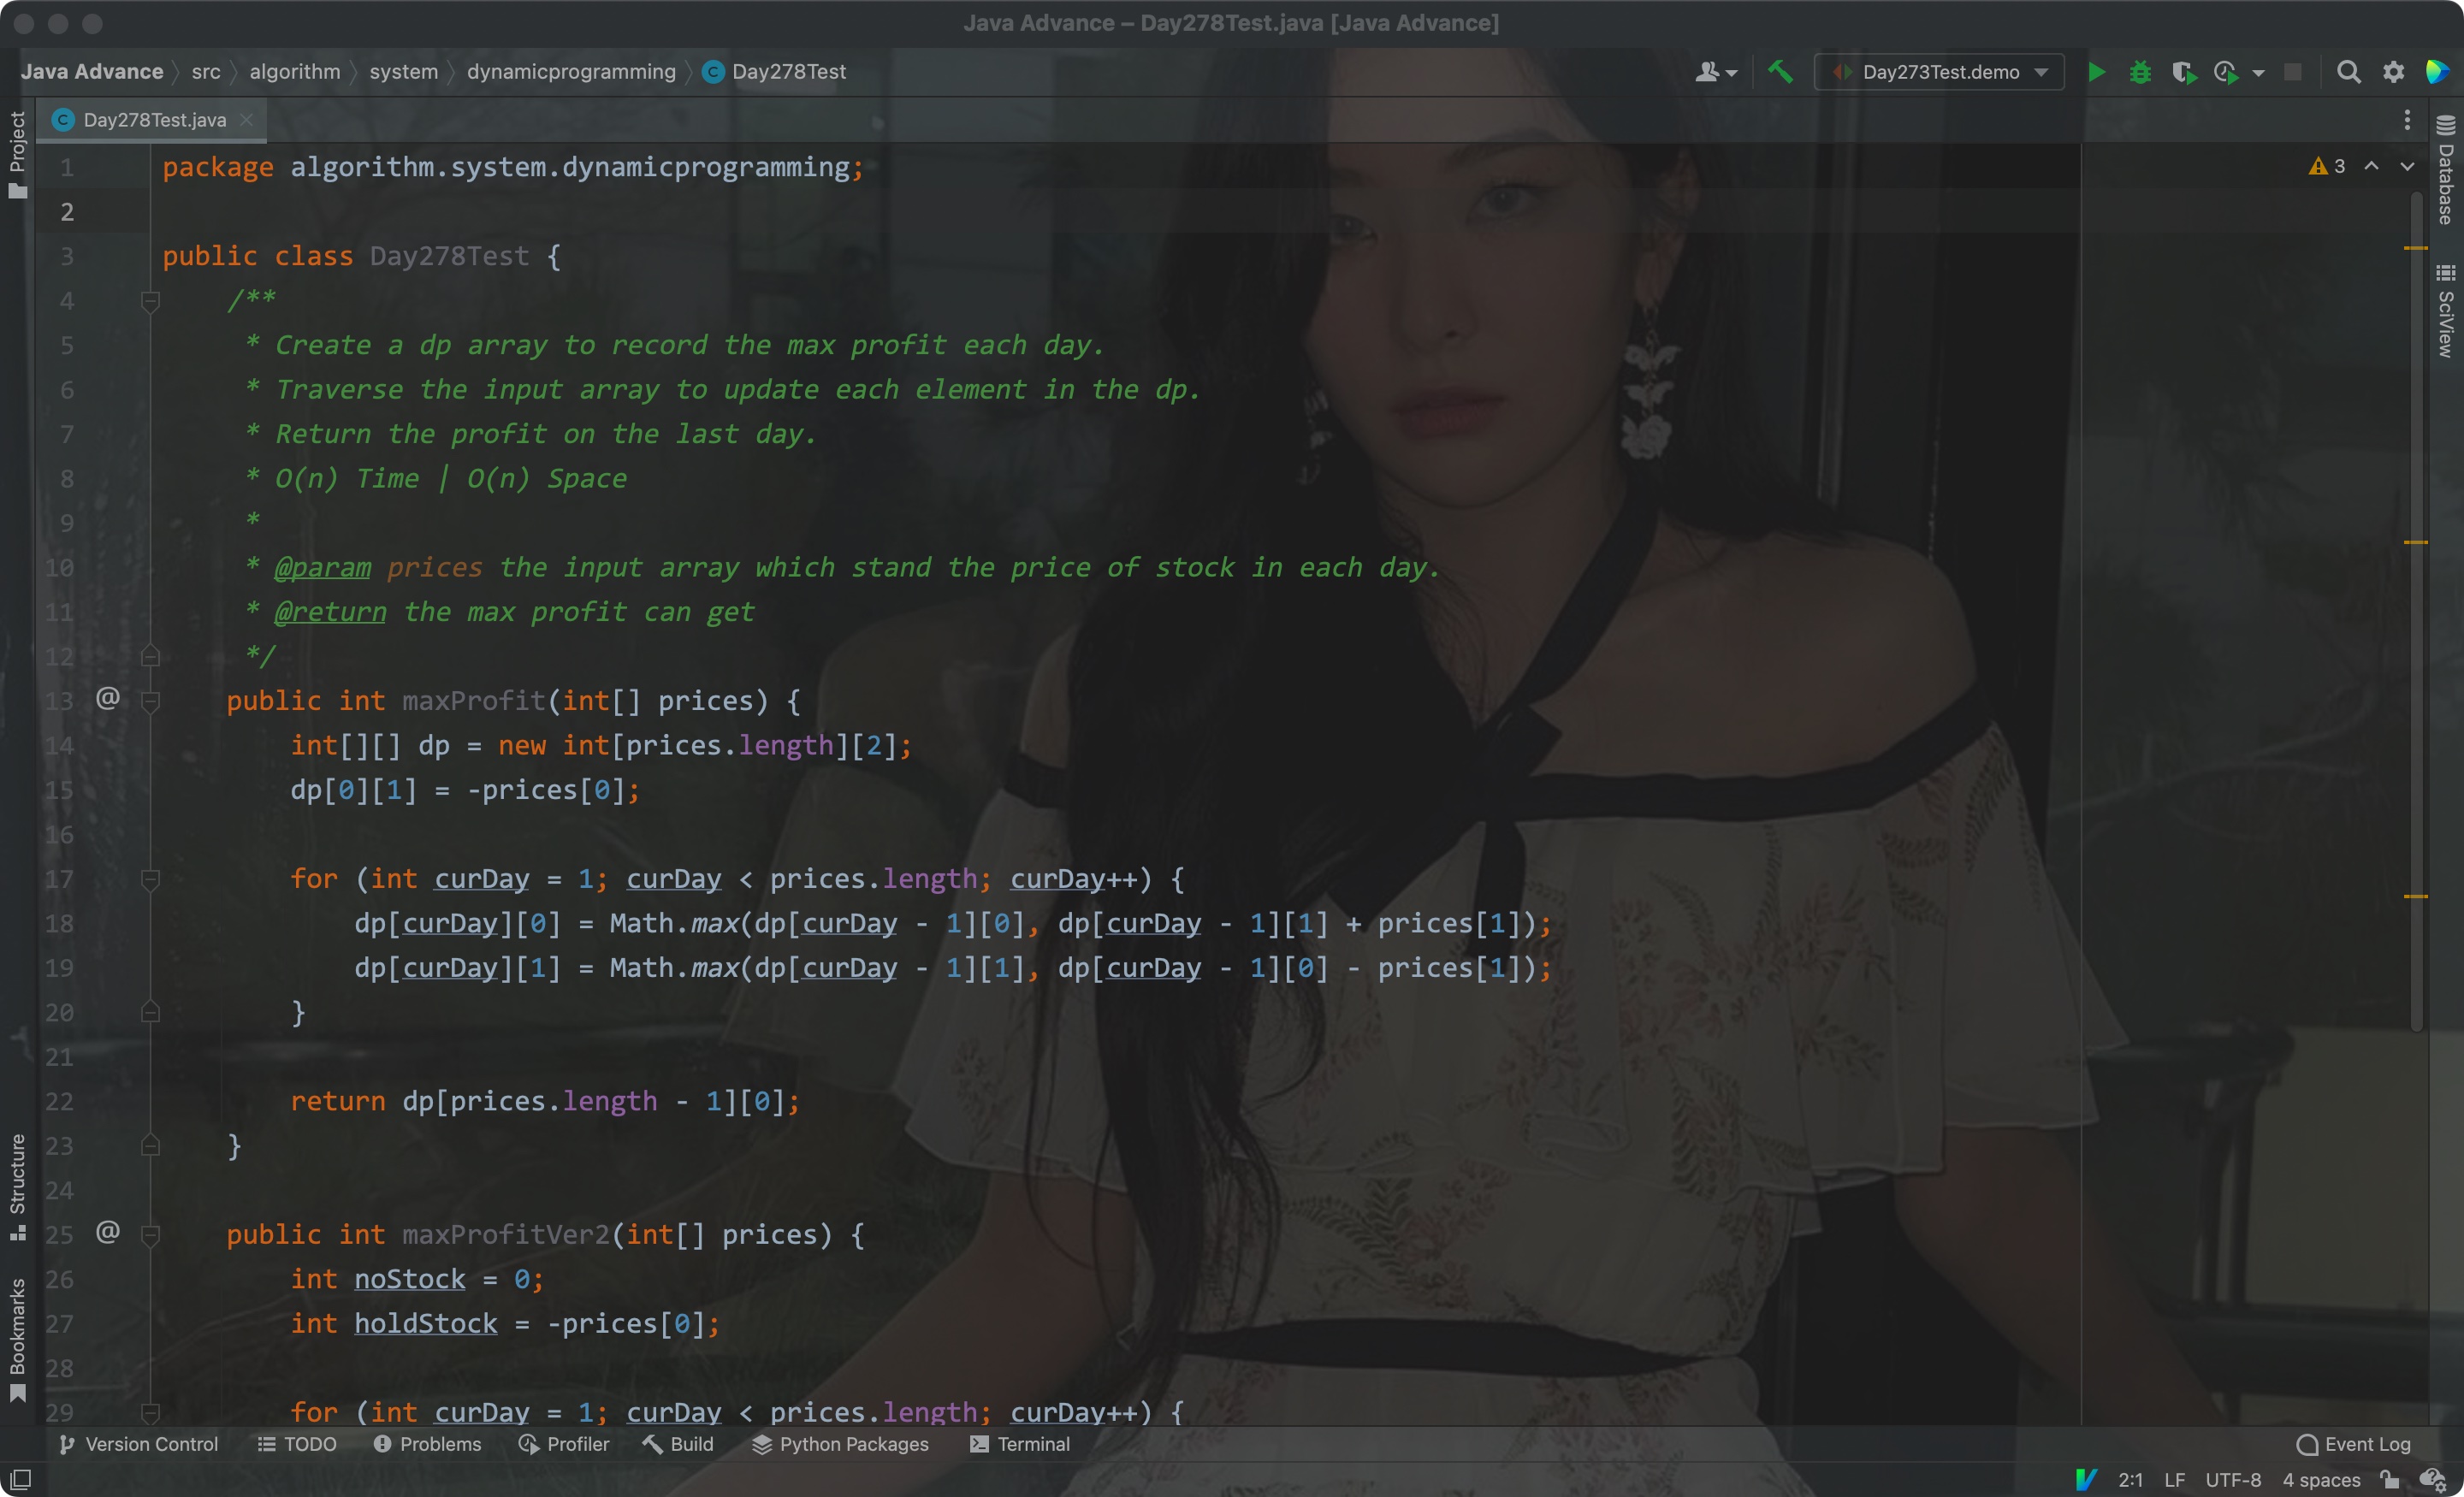 Java Advance – Day278Test.java [Java Advance]
Java Advance src algorithm system dynamicprogramming Day278Test
Day273Test.demo
Project
Day278Test.java
3
Database
SciView
1 package algorithm.system.dynamicprogramming;
2
3 public class Day278Test {
4 /**
5 * Create a dp array to record the max profit each day.
6 * Traverse the input array to update each element in the dp.
7 * Return the profit on the last day.
8 * O(n) Time | O(n) Space
9 *
10 * @param prices the input array which stand the price of stock in each day.
11 * @return the max profit can get
12 */
13 @ public int maxProfit(int[] prices) {
14 int[][] dp = new int[prices.length][2];
15 dp[0][1] = -prices[0];
16
17 for (int curDay = 1; curDay < prices.length; curDay++) {
18 dp[curDay][0] = Math.max(dp[curDay - 1][0], dp[curDay - 1][1] + prices[1]);
19 dp[curDay][1] = Math.max(dp[curDay - 1][1], dp[curDay - 1][0] - prices[1]);
20 }
21
22 return dp[prices.length - 1][0];
23 }
24
25 @ public int maxProfitVer2(int[] prices) {
26 int noStock = 0;
27 int holdStock = -prices[0];
28
29 for (int curDay = 1; curDay < prices.length; curDay++) {
Structure
Bookmarks
Version Control TODO Problems Profiler Build Python Packages Terminal Event Log
2:1 LF UTF-8 4 spaces